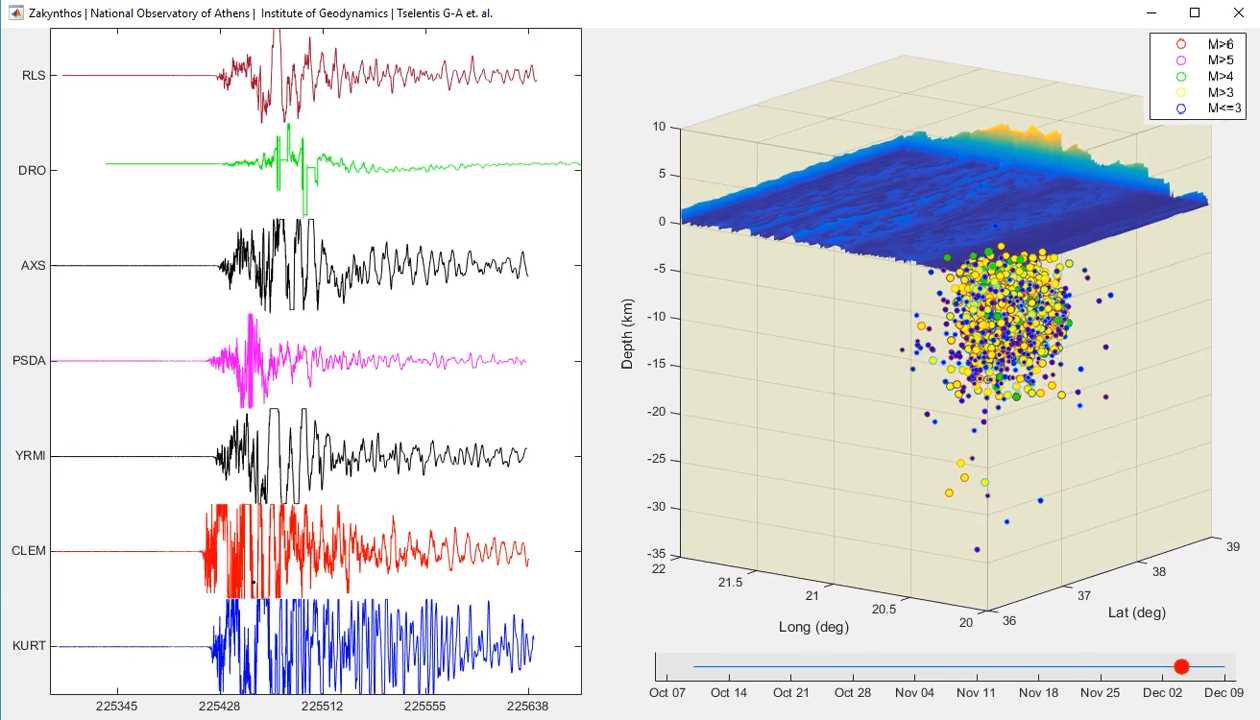 Zakynthos | National Observatory of Athens | Institute of Geodynamics | Tselentis G-A et. al.
RLS
DRO
AXS
PSDA
YRMI
CLEM
KURT
225345 225428 225512 225555 225638
M>6
M>5
M>4
M>3
M<=3
10
5
0
-5
-10
-15
-20
-25
-30
-35
Depth (km)
22 21.5 21 20.5 20
Long (deg)
36 37 38 39
Lat (deg)
Oct 07 Oct 14 Oct 21 Oct 28 Nov 04 Nov 11 Nov 18 Nov 25 Dec 02 Dec 09